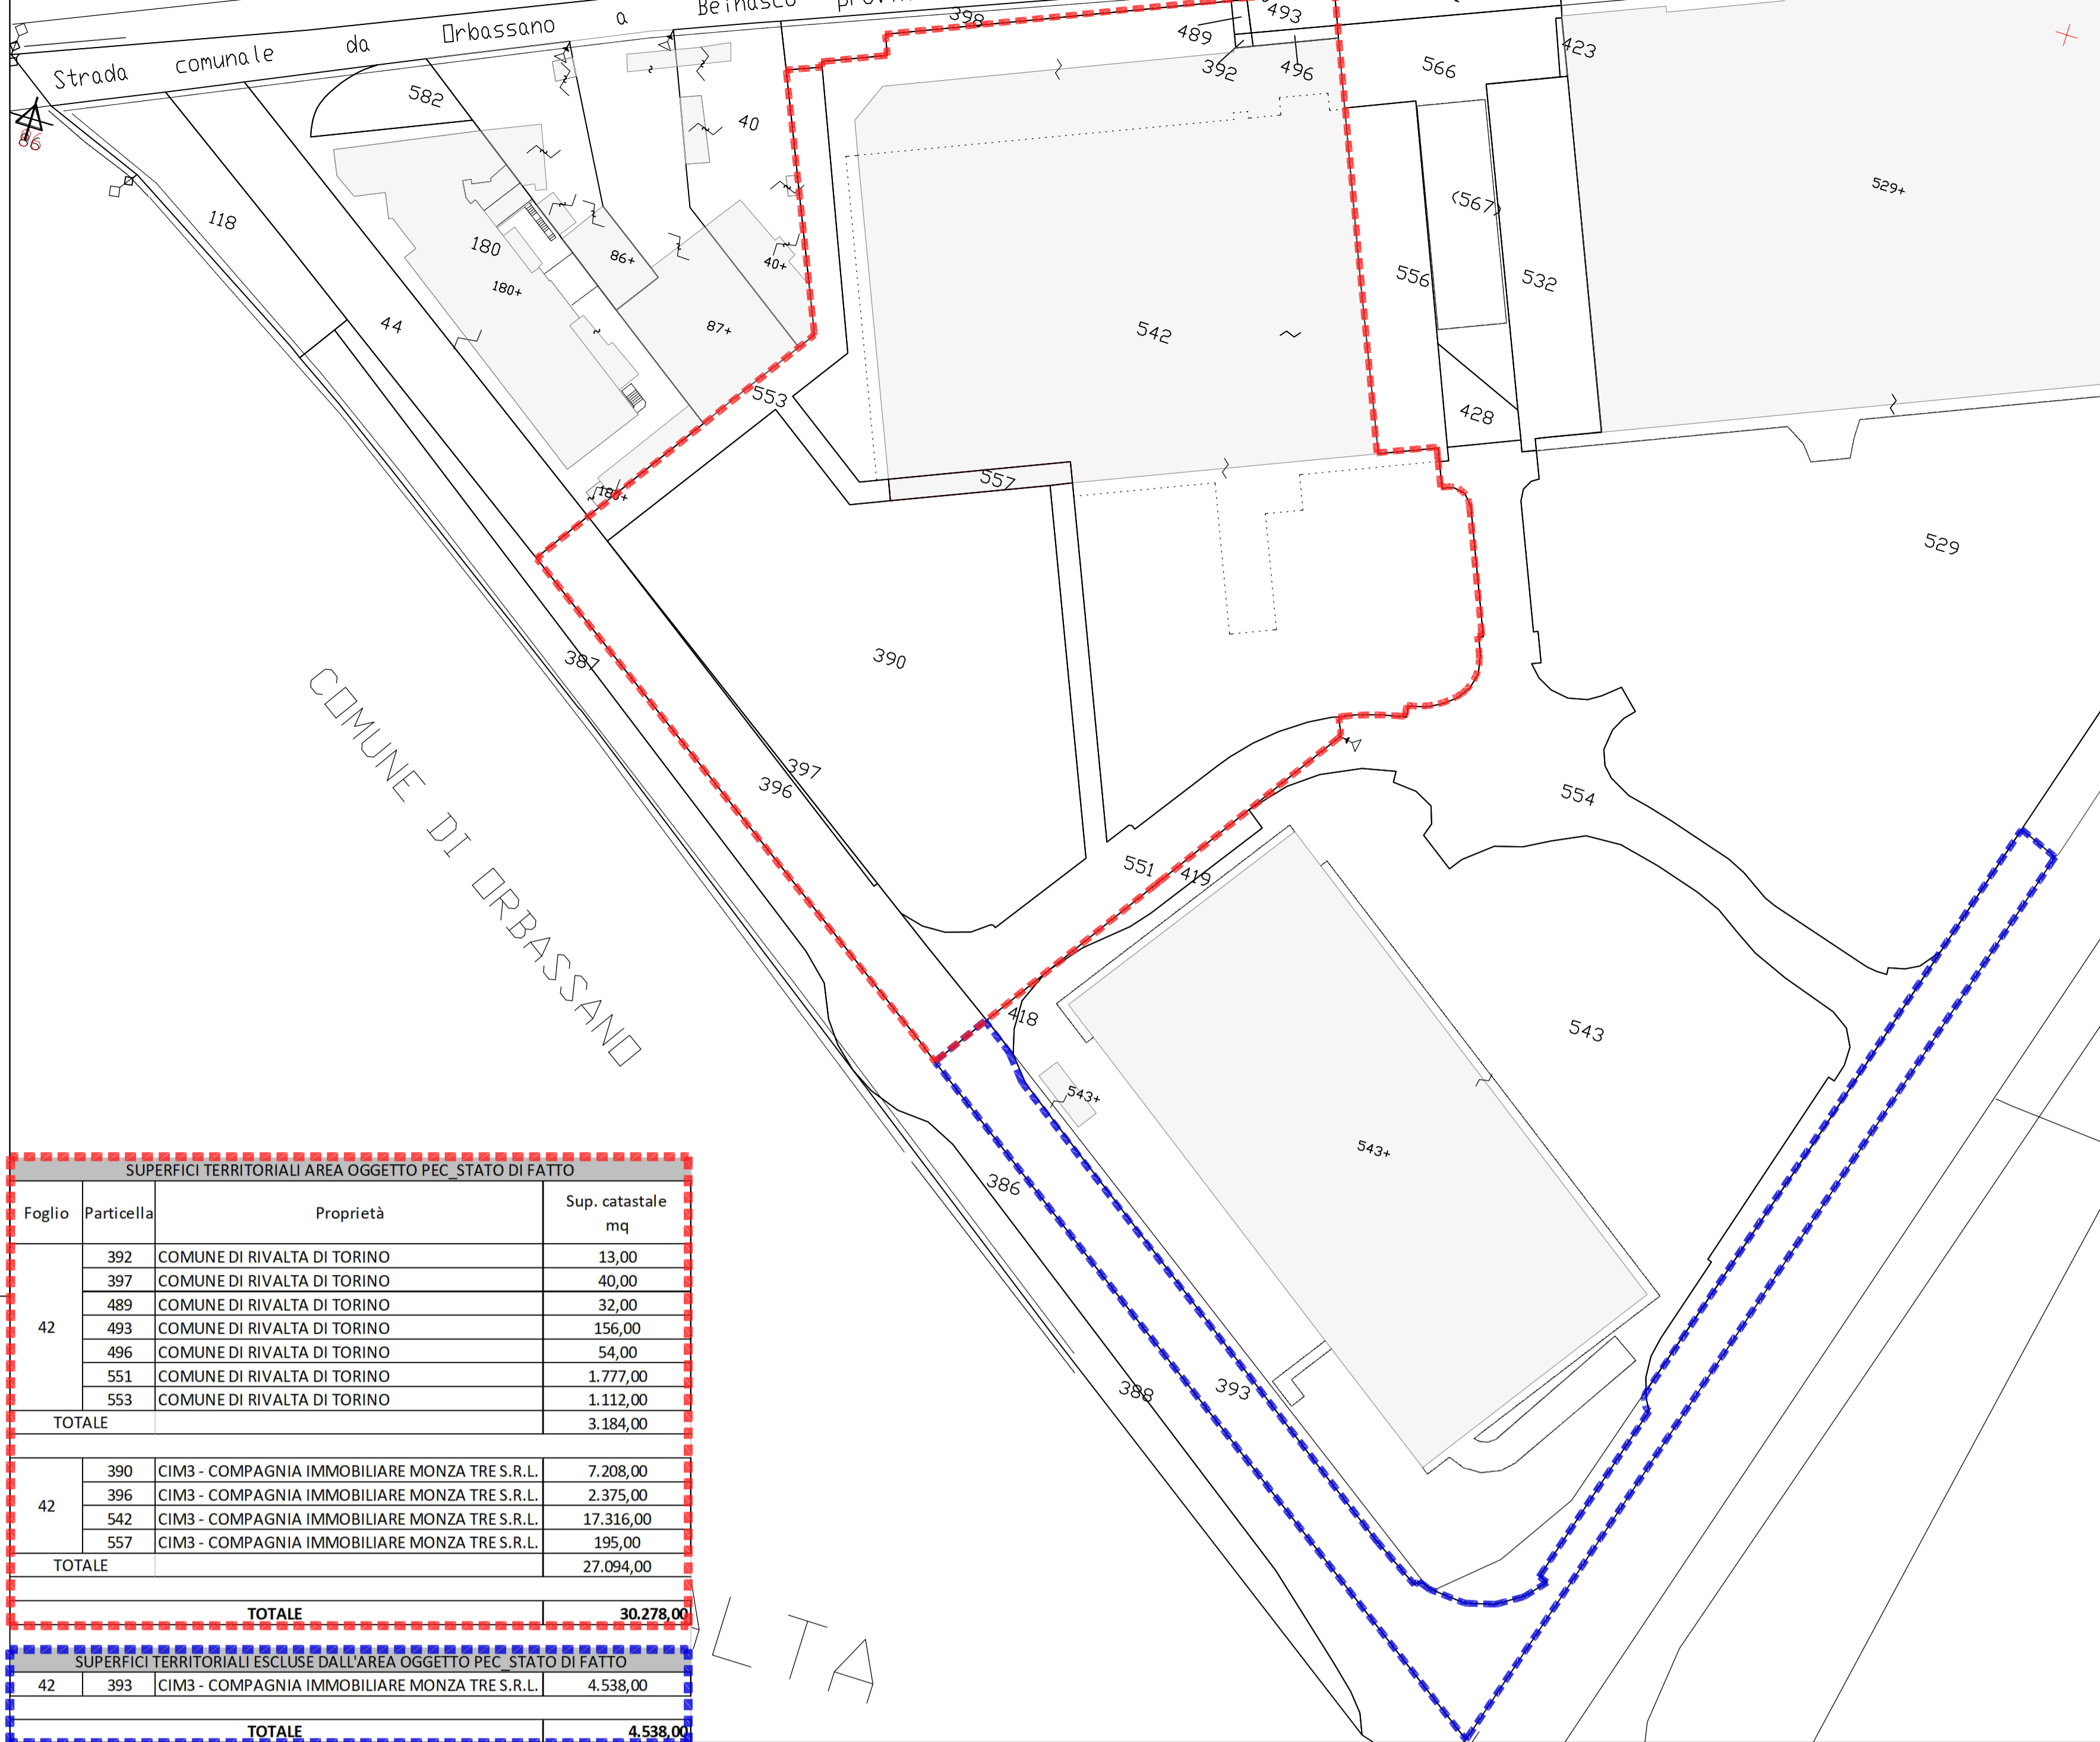 Strada comunale da Orbassano a Beinasco
398
493
489
392
496
566
423
582
40
86
118
180
180+
86+
40+
87+
44
(567)
556
532
529+
542
553
428
557
180+
529
390
387
397
396
554
551
419
418
543
543+
543+
386
388
393
COMUNE DI ORBASSANO
LTA
SUPERFICI TERRITORIALI AREA OGGETTO PEC_STATO DI FATTO
Foglio Particella Proprietà Sup. catastale mq
42
392 COMUNE DI RIVALTA DI TORINO 13,00
397 COMUNE DI RIVALTA DI TORINO 40,00
489 COMUNE DI RIVALTA DI TORINO 32,00
493 COMUNE DI RIVALTA DI TORINO 156,00
496 COMUNE DI RIVALTA DI TORINO 54,00
551 COMUNE DI RIVALTA DI TORINO 1.777,00
553 COMUNE DI RIVALTA DI TORINO 1.112,00
TOTALE 3.184,00
42
390 CIM3 - COMPAGNIA IMMOBILIARE MONZA TRE S.R.L. 7.208,00
396 CIM3 - COMPAGNIA IMMOBILIARE MONZA TRE S.R.L. 2.375,00
542 CIM3 - COMPAGNIA IMMOBILIARE MONZA TRE S.R.L. 17.316,00
557 CIM3 - COMPAGNIA IMMOBILIARE MONZA TRE S.R.L. 195,00
TOTALE 27.094,00
TOTALE 30.278,00
SUPERFICI TERRITORIALI ESCLUSE DALL'AREA OGGETTO PEC_STATO DI FATTO
42 393 CIM3 - COMPAGNIA IMMOBILIARE MONZA TRE S.R.L. 4.538,00
TOTALE 4.538,00